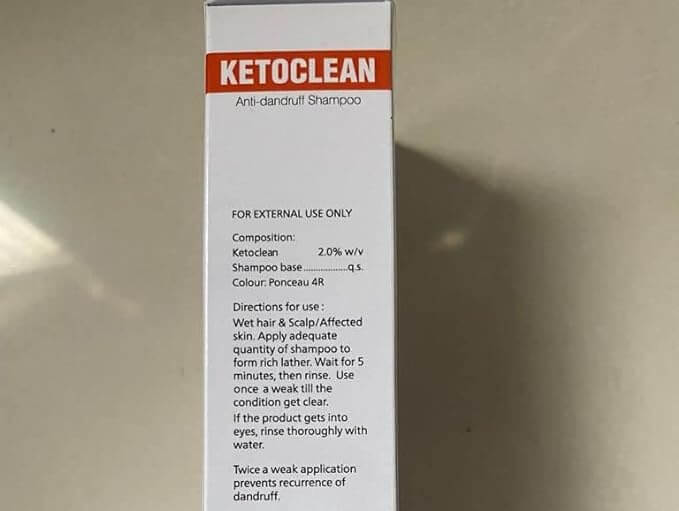 KETOCLEAN
Anti-dandruff Shampoo
FOR EXTERNAL USE ONLY
Composition:
Ketoclean 2.0% w/v
Shampoo base.................q.s.
Colour: Ponceau 4R
Directions for use :
Wet hair & Scalp/Affected
skin. Apply adequate
quantity of shampoo to
form rich lather. Wait for 5
minutes, then rinse. Use
once a weak till the
condition get clear.
If the product gets into
eyes, rinse thoroughly with
water.
Twice a weak application
prevents recurrence of
dandruff.